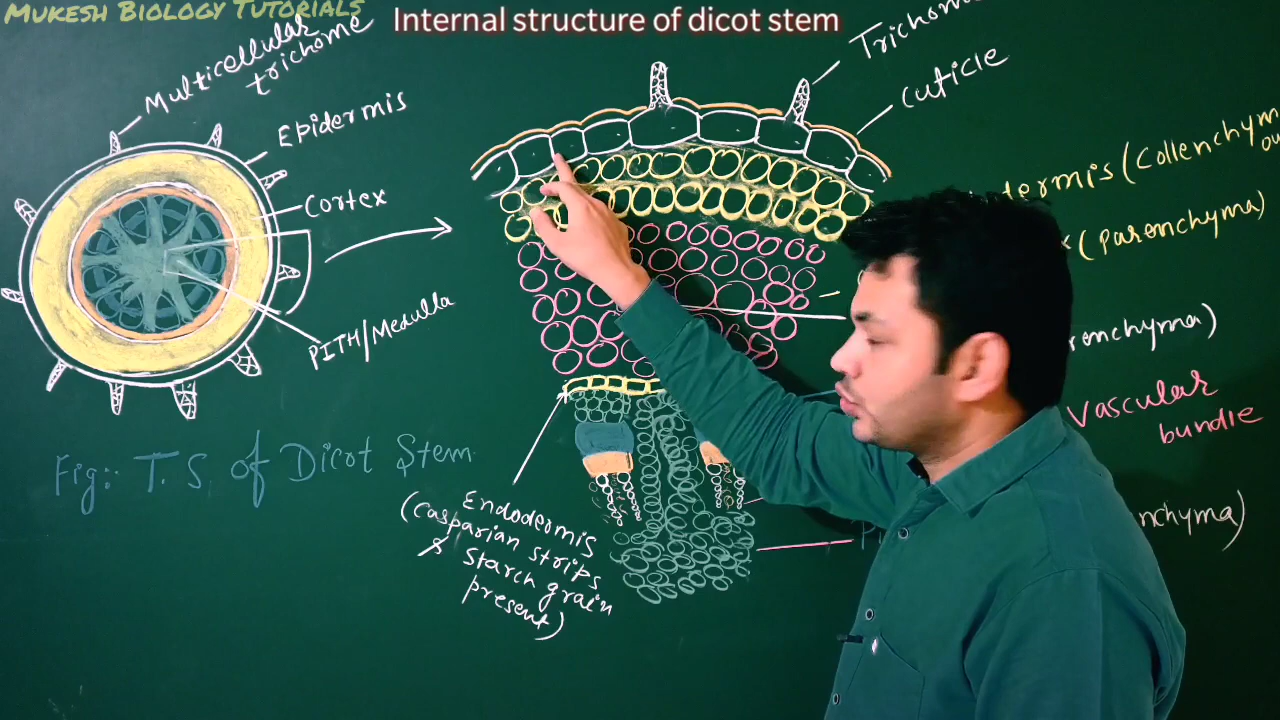 MUKESH BIOLOGY TUTORIALS
Internal structure of dicot stem
Multicellular
trichome
Epidermis
Cortex
PITH/Medulla
Fig:- T.S. of Dicot Stem
Cuticle
(Parenchyma)
Vascular
bundle
Endodermis
(Casparian strips
& Starch grain
present)